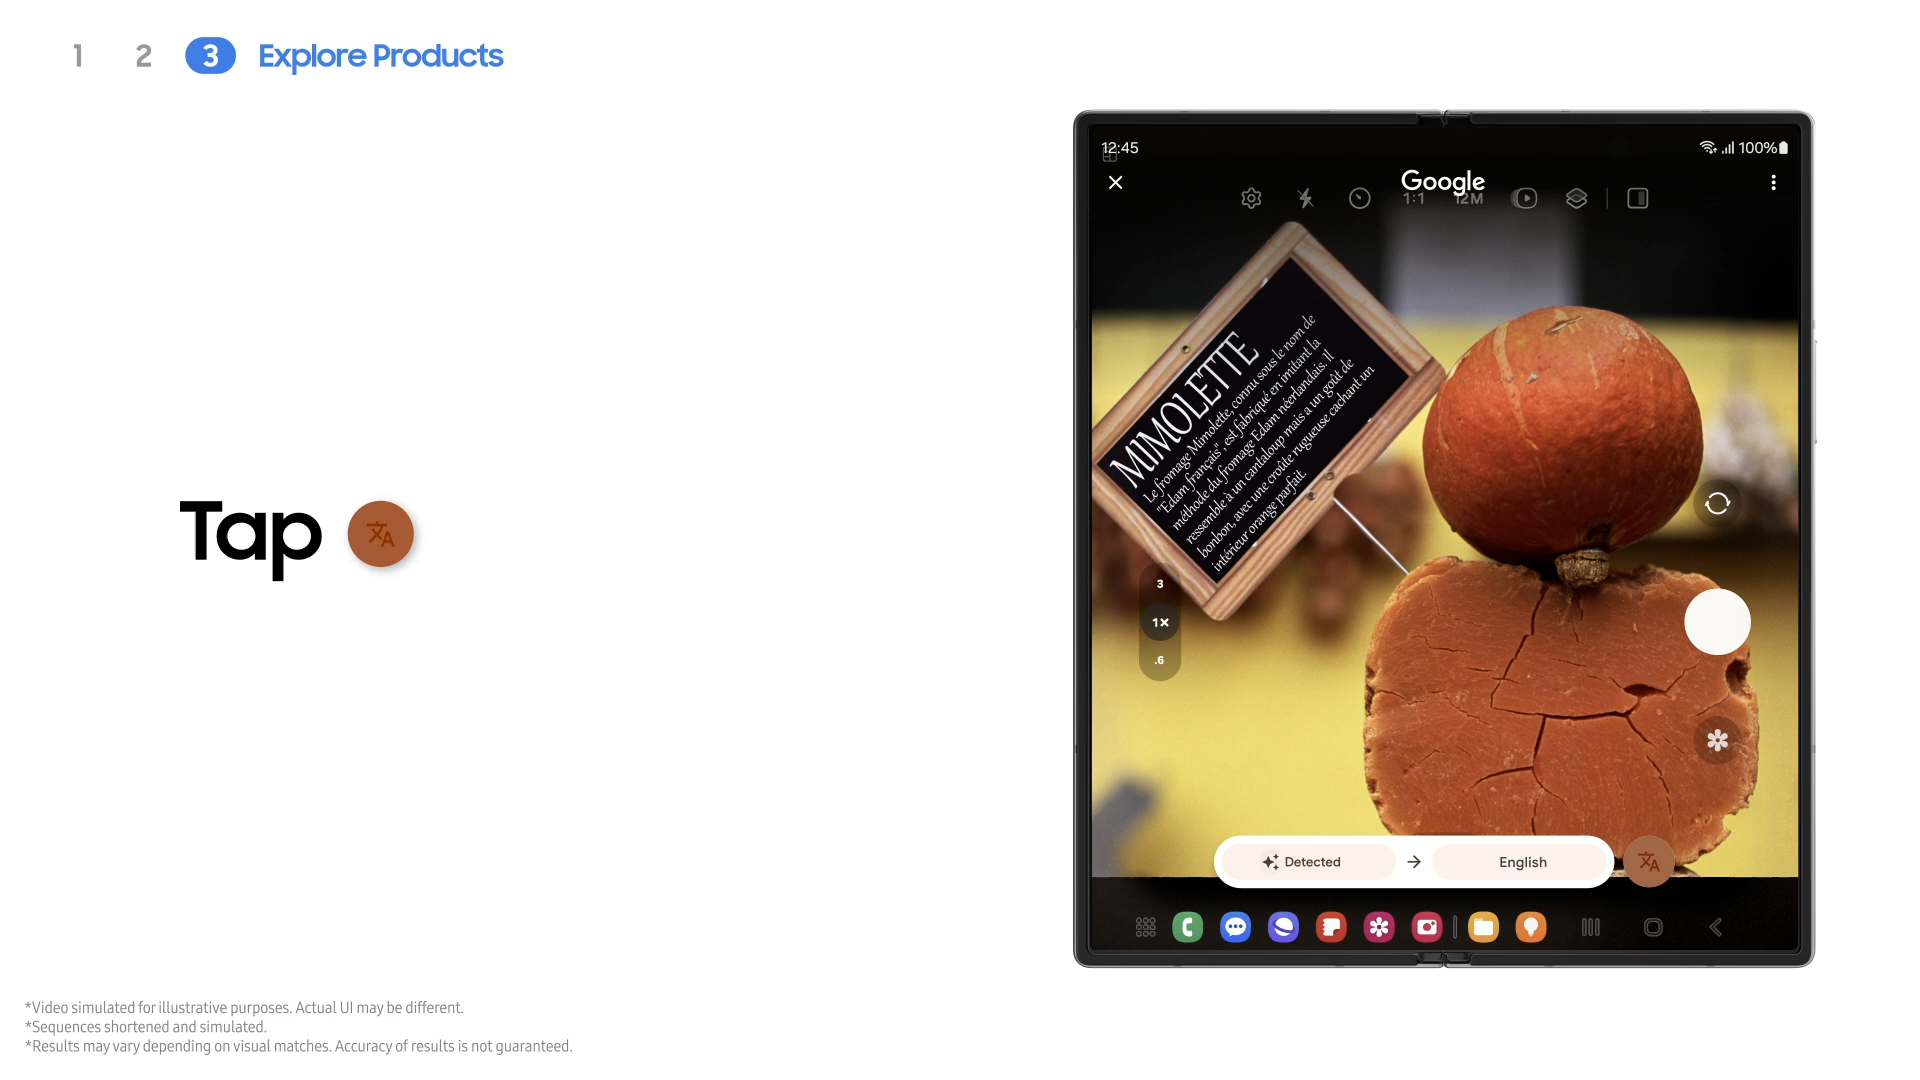 1 2 3 Explore Products
12:45
100%
Google
1:1 12M
MIMOLETTE
Le fromage Mimolette, connu sous le nom de
"Edam français", est fabriqué en imitant la
méthode du fromage Edam néerlandais. Il
ressemble à un cantaloup mais a un goût de
bonbon, avec une croûte rugueuse cachant un
intérieur orange parfait.
Tap
3
1×
.6
Detected → English
*Video simulated for illustrative purposes. Actual UI may be different.
*Sequences shortened and simulated.
*Results may vary depending on visual matches. Accuracy of results is not guaranteed.